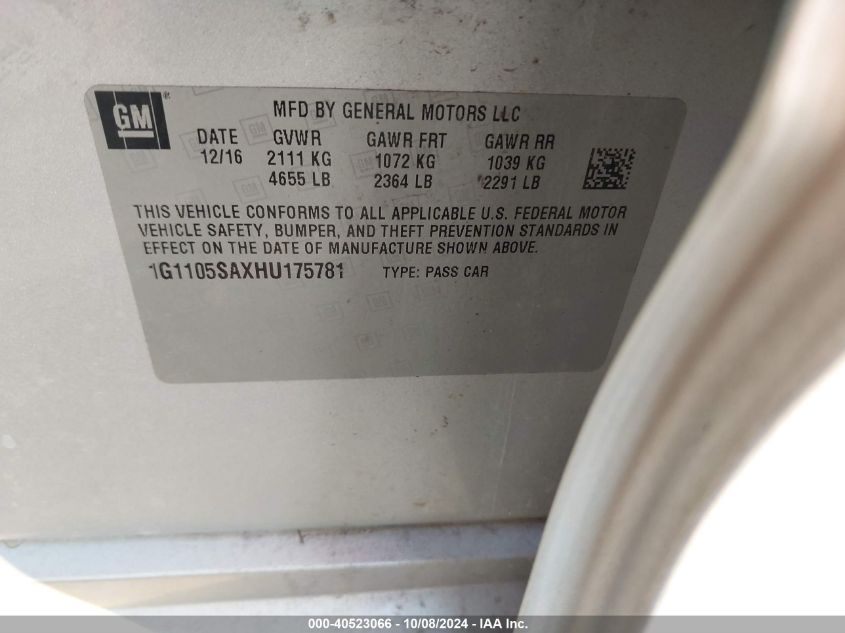 GM ® MFD BY GENERAL MOTORS LLC
DATE GVWR GAWR FRT GAWR RR
12/16 2111 KG 1072 KG 1039 KG
4655 LB 2364 LB 2291 LB
THIS VEHICLE CONFORMS TO ALL APPLICABLE U.S. FEDERAL MOTOR
VEHICLE SAFETY, BUMPER, AND THEFT PREVENTION STANDARDS IN
EFFECT ON THE DATE OF MANUFACTURE SHOWN ABOVE.
1G1105SAXHU175781 TYPE: PASS CAR
000-40523066 - 10/08/2024 - IAA Inc.